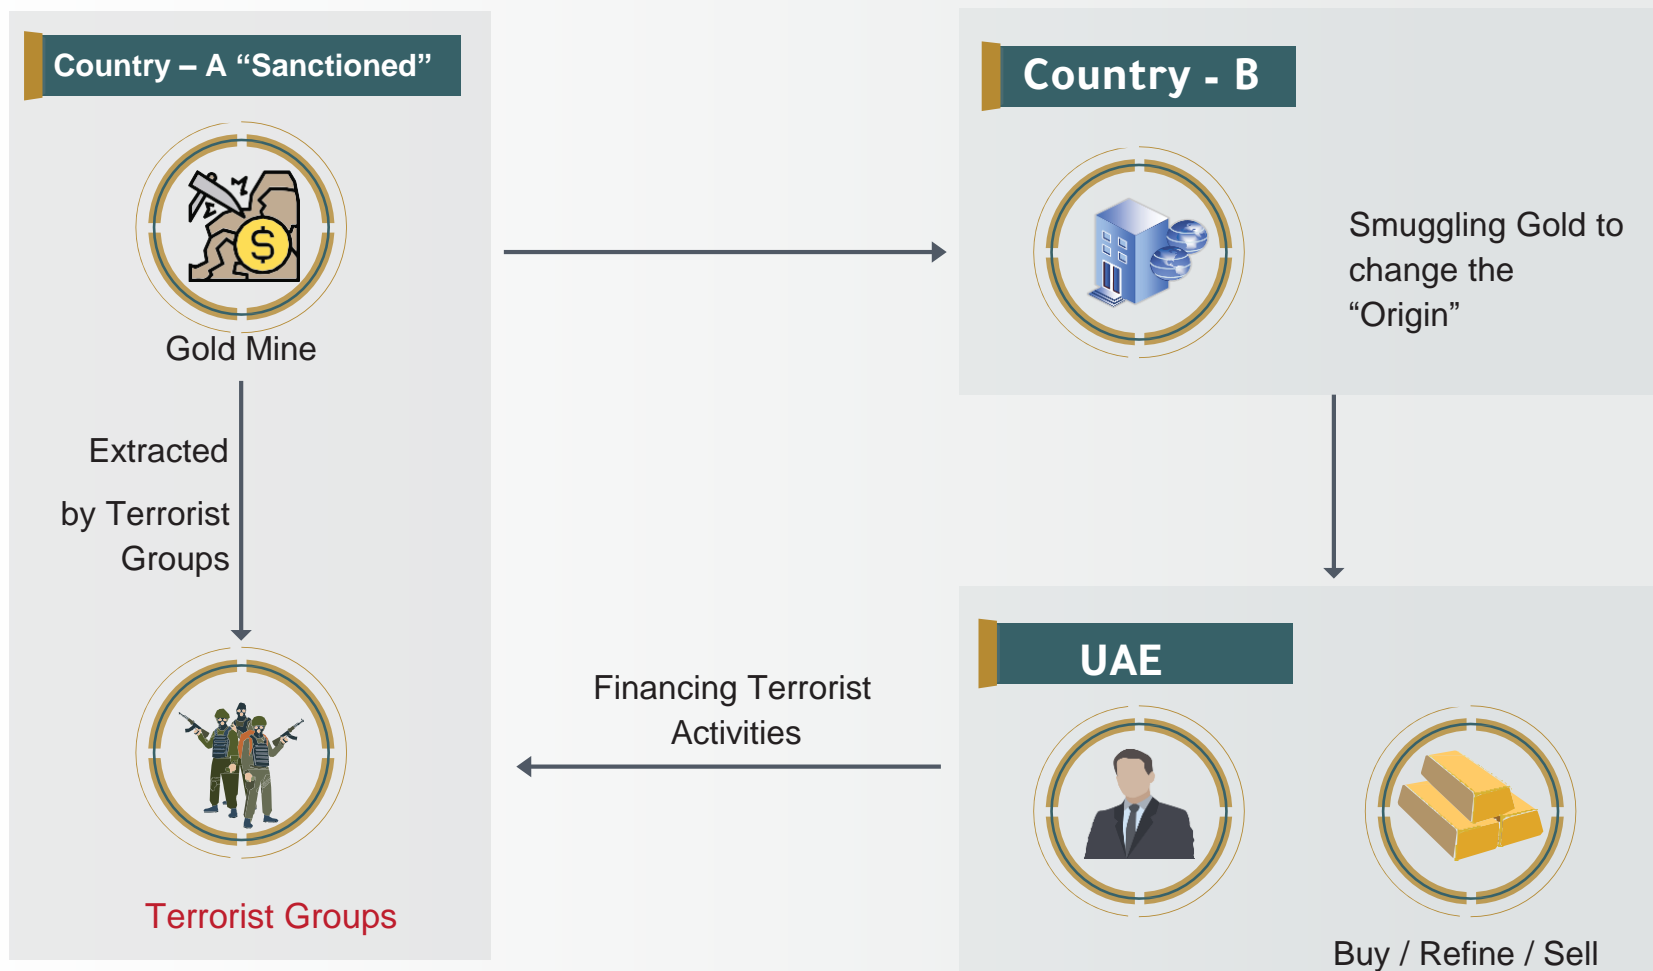 Country – A “Sanctioned”
Gold Mine
Extracted
by Terrorist
Groups
Terrorist Groups
Country - B
Smuggling Gold to
change the
“Origin”
Financing Terrorist
Activities
UAE
Buy / Refine / Sell